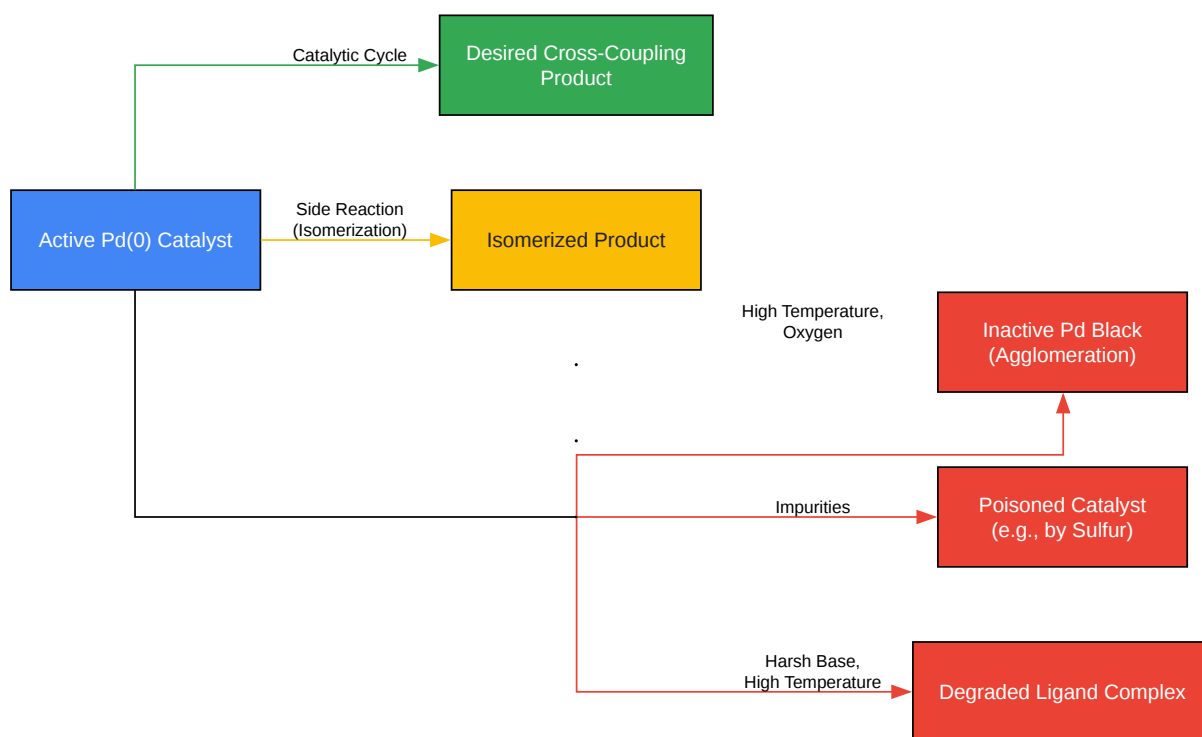 Catalytic Cycle
Desired Cross-Coupling
Product
Active Pd(0) Catalyst
Side Reaction
(Isomerization)
Isomerized Product
High Temperature,
Oxygen
Inactive Pd Black
(Agglomeration)
.
.
Impurities
Poisoned Catalyst
(e.g., by Sulfur)
Harsh Base,
High Temperature
Degraded Ligand Complex